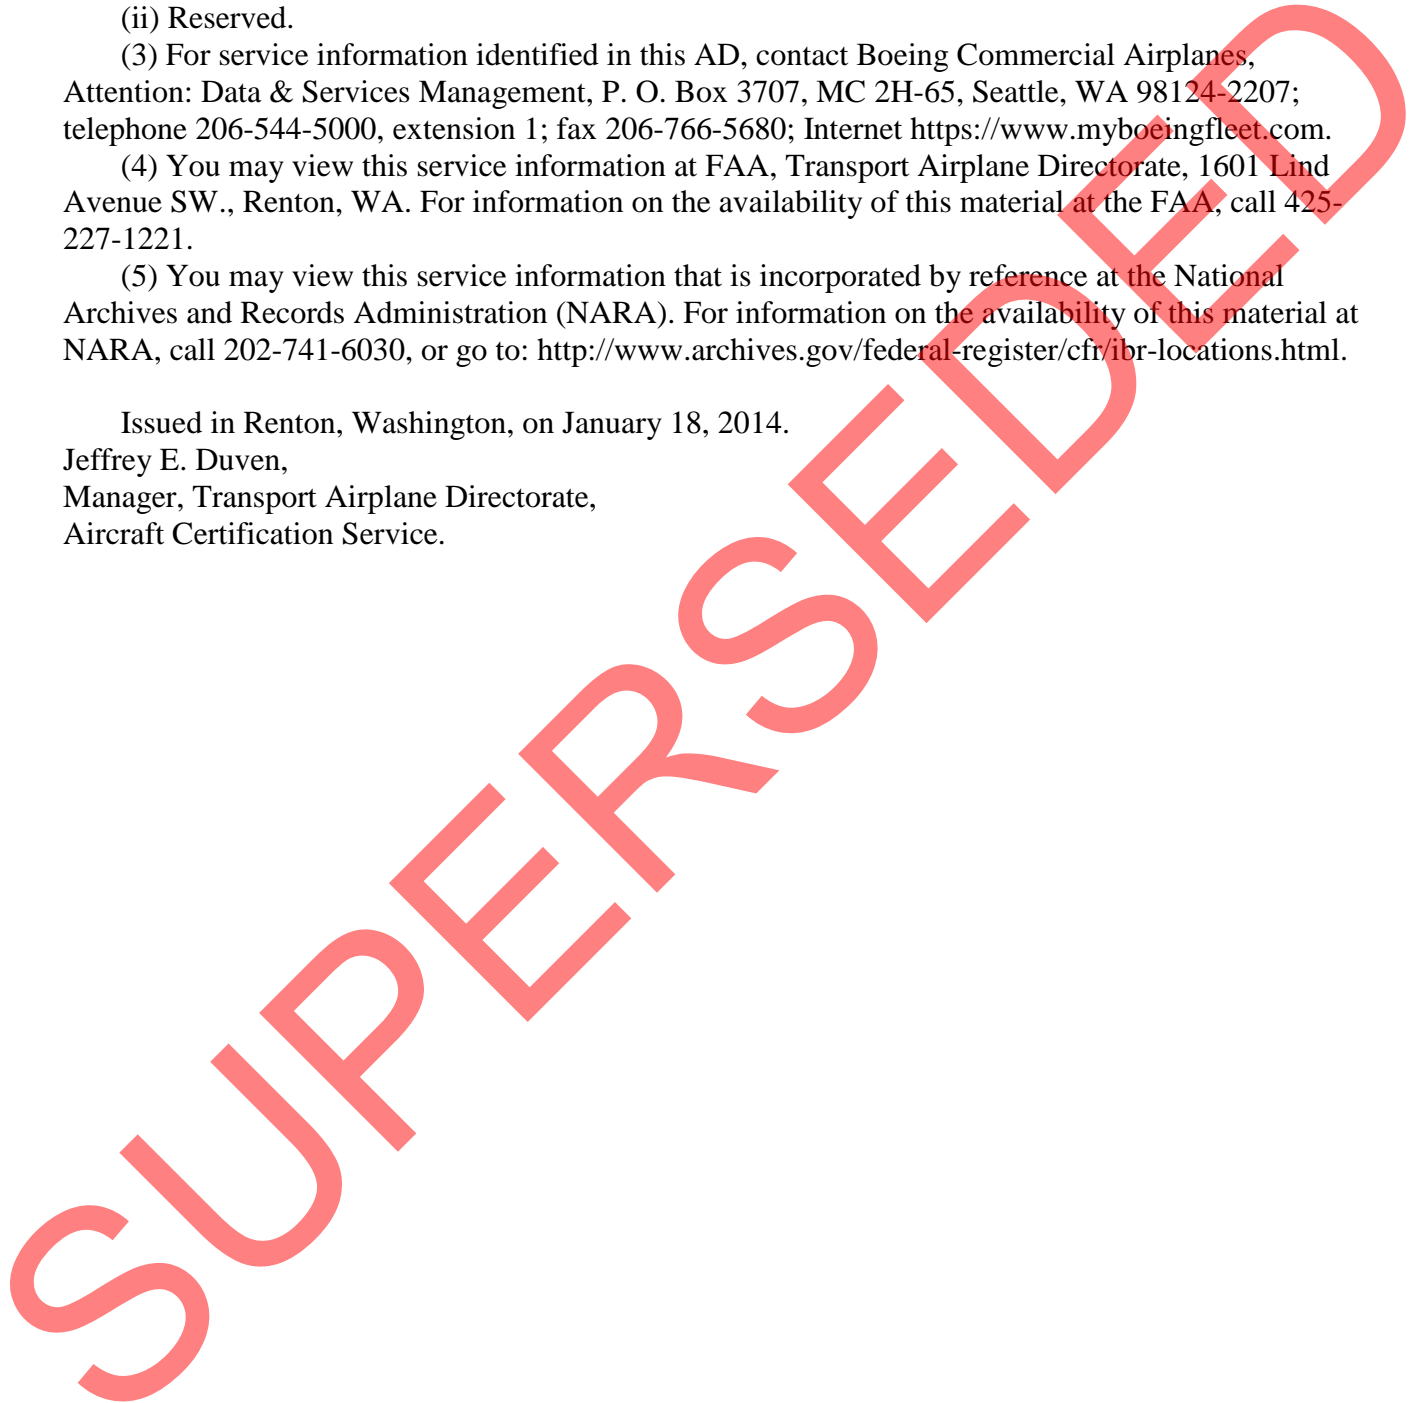 (ii) Reserved.
(3) For service information identified in this AD, contact Boeing Commercial Airplanes,
Attention: Data & Services Management, P. O. Box 3707, MC 2H-65, Seattle, WA 98124-2207;
telephone 206-544-5000, extension 1; fax 206-766-5680; Internet https://www.myboeingfleet.com.
(4) You may view this service information at FAA, Transport Airplane Directorate, 1601 Lind
Avenue SW., Renton, WA. For information on the availability of this material at the FAA, call 425-
227-1221.
(5) You may view this service information that is incorporated by reference at the National
Archives and Records Administration (NARA). For information on the availability of this material at
NARA, call 202-741-6030, or go to: http://www.archives.gov/federal-register/cfr/ibr-locations.html.
Issued in Renton, Washington, on January 18, 2014.
Jeffrey E. Duven,
Manager, Transport Airplane Directorate,
Aircraft Certification Service.
SUPERSEDED